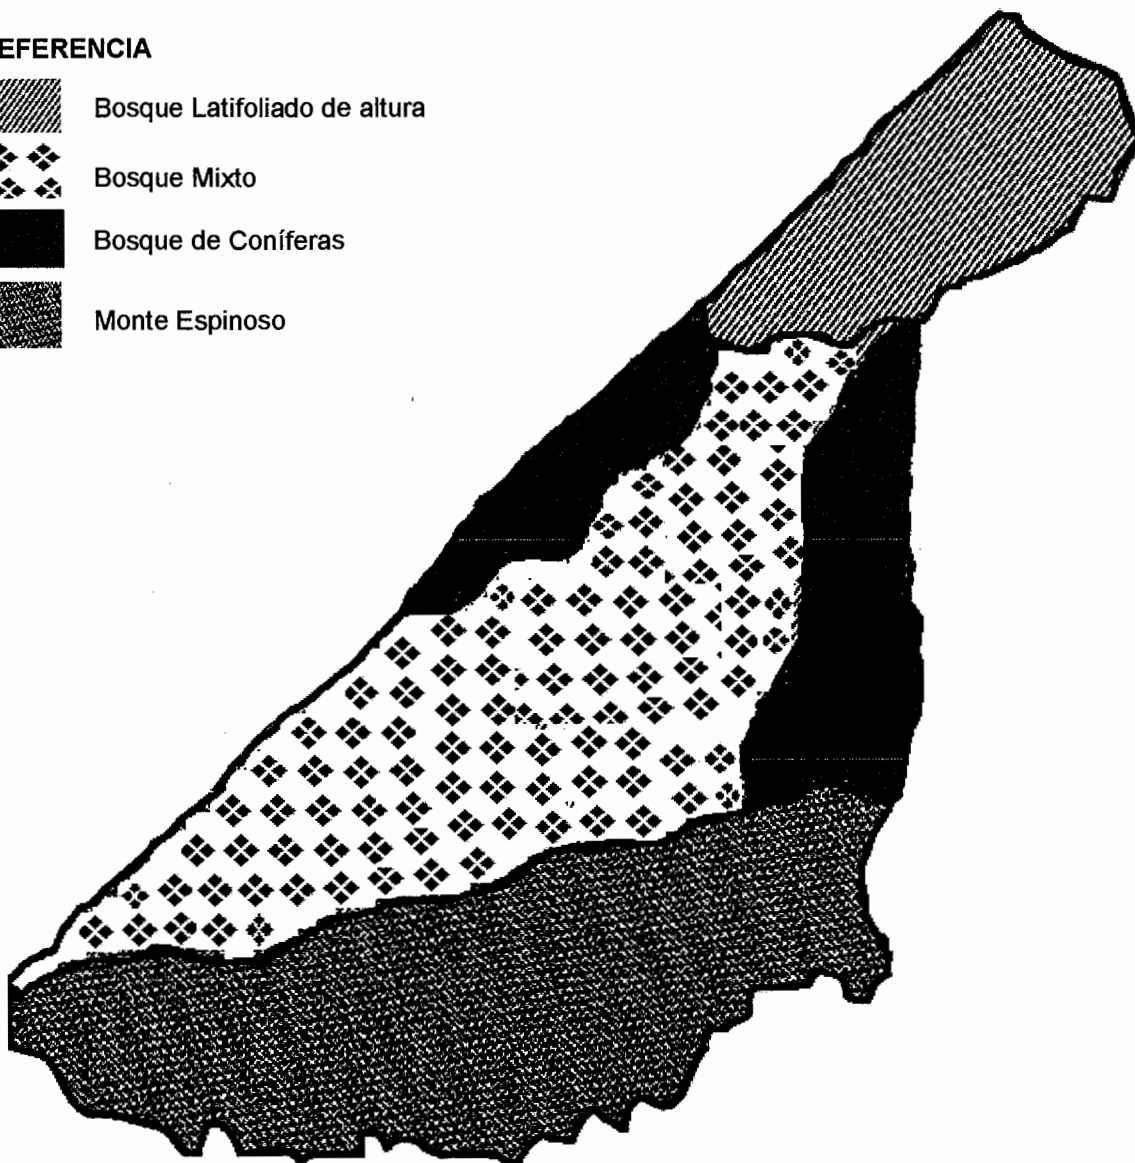 EFERENCIA
Bosque Latifoliado de altura
Bosque Mixto
Bosque de Coníferas
Monte Espinoso